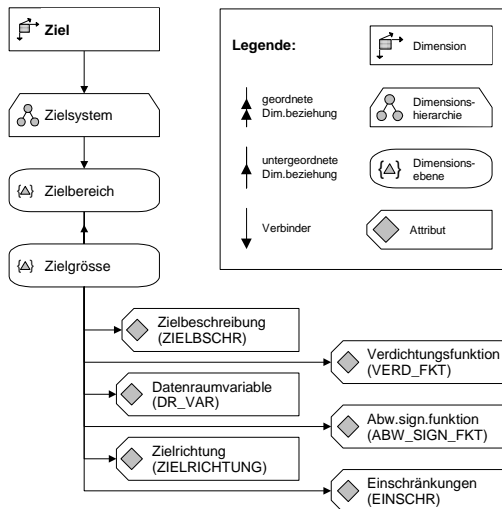 Ziel
Zielsystem
{Δ} Zielbereich
{Δ} Zielgrösse
Zielbeschreibung
(ZIELBSCHR)
Verdichtungsfunktion
(VERD_FKT)
Datenraumvariable
(DR_VAR)
Abw.sign.funktion
(ABW_SIGN_FKT)
Zielrichtung
(ZIELRICHTUNG)
Einschränkungen
(EINSCHR)
Legende:
Dimension
geordnete
Dim.beziehung
Dimensions-
hierarchie
untergeordnete
Dim.beziehung
{Δ} Dimensions-
ebene
Verbinder
Attribut